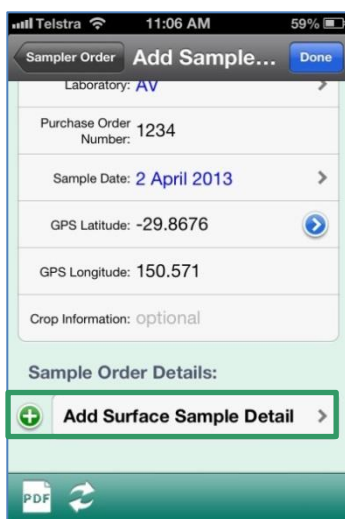 Telstra 11:06 AM 59%
Sampler Order Add Sample... Done
Laboratory: AV
Purchase Order Number: 1234
Sample Date: 2 April 2013
GPS Latitude: -29.8676
GPS Longitude: 150.571
Crop Information: optional
Sample Order Details:
Add Surface Sample Detail
PDF